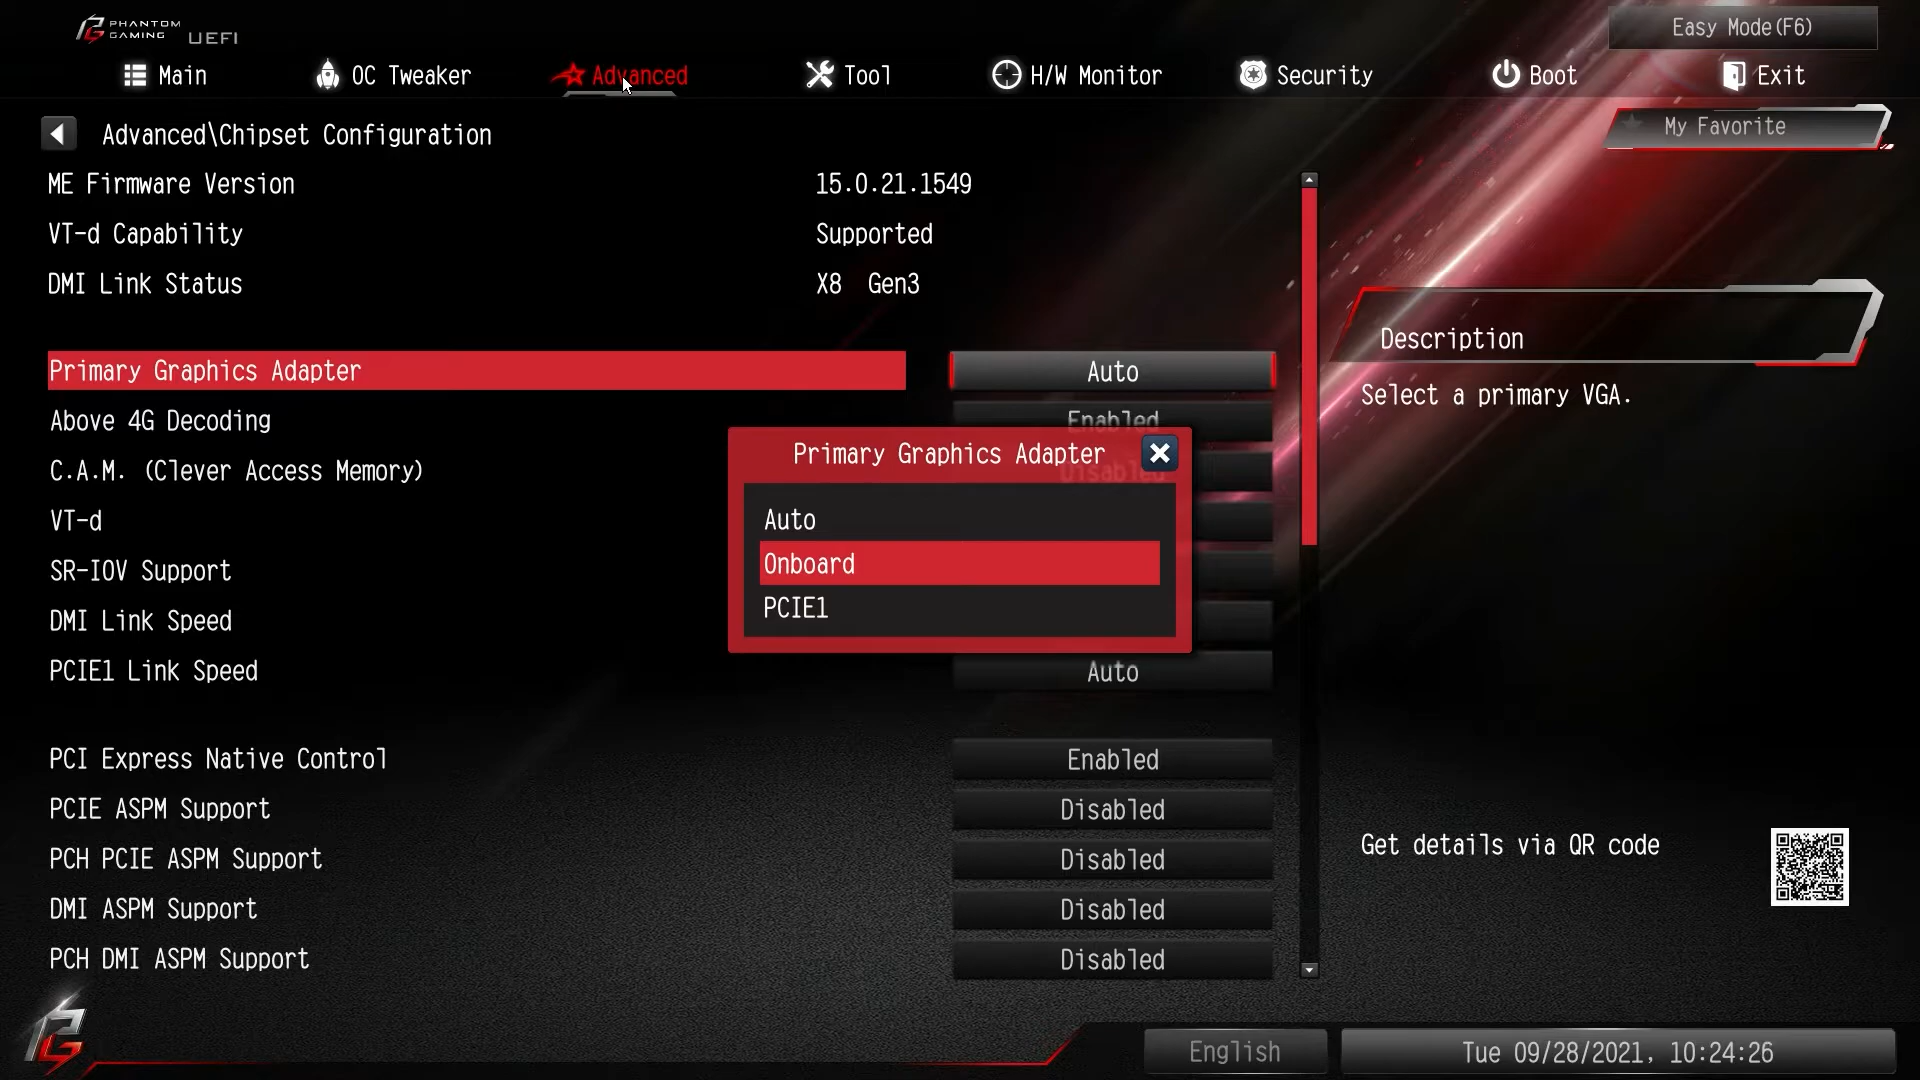 PHANTOM GAMING UEFI
Easy Mode(F6)
Main OC Tweaker Advanced Tool H/W Monitor Security Boot Exit
My Favorite
Advanced\Chipset Configuration
ME Firmware Version 15.0.21.1549
VT-d Capability Supported
DMI Link Status X8 Gen3
Description
Select a primary VGA.
Primary Graphics Adapter Auto
Above 4G Decoding Enabled
C.A.M. (Clever Access Memory) Disabled
VT-d
SR-IOV Support
DMI Link Speed
PCIE1 Link Speed Auto
Primary Graphics Adapter
Auto
Onboard
PCIE1
PCI Express Native Control Enabled
PCIE ASPM Support Disabled
PCH PCIE ASPM Support Disabled
DMI ASPM Support Disabled
PCH DMI ASPM Support Disabled
Get details via QR code
English
Tue 09/28/2021, 10:24:26